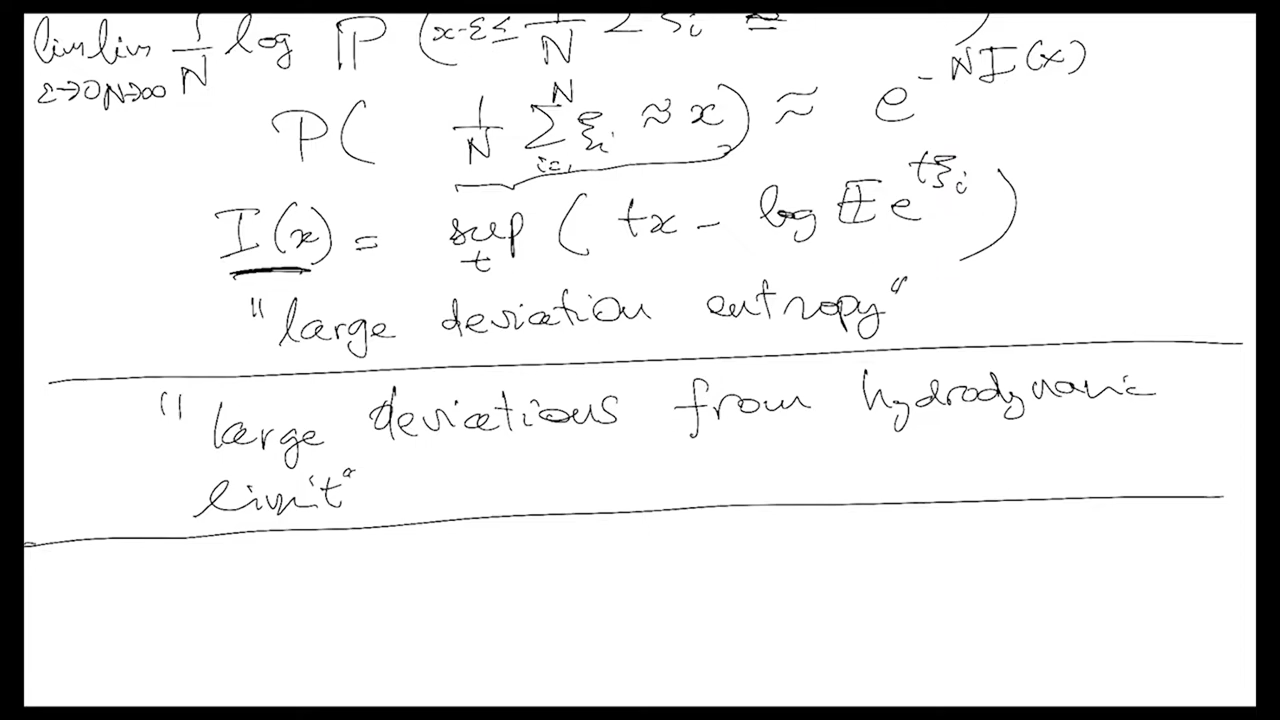 lim lim 1/N log ℙ (x-ε ≤ 1/N Σ ξ_i ≤ )
ε→0 N→∞
P( 1/N Σ_{i=1}^{N} ξ_i ≈ x) ≈ e^{-N I(x)}
I(x) = sup_t ( tx - log 𝔼 e^{tξ_i} )
"large deviation entropy"
"large deviations from hydrodynamic
limit"